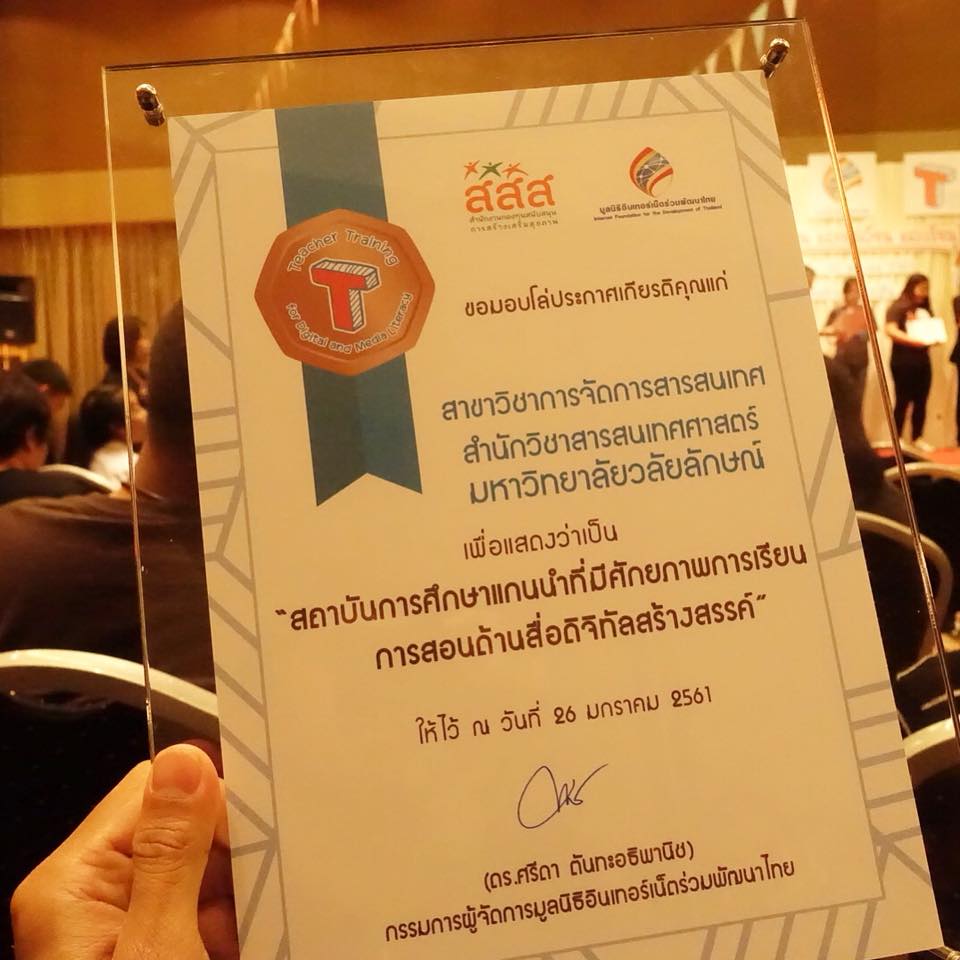 สสส
สำนักงานกองทุนสนับสนุน
การสร้างเสริมสุขภาพ
มูลนิธิอินเทอร์เน็ตร่วมพัฒนาไทย
Internet Foundation for the Development of Thailand
Teacher Training
T
for Digital and Media Literacy
ขอมอบโล่ประกาศเกียรติคุณแก่
สาขาวิชาการจัดการสารสนเทศ
สำนักวิชาสารสนเทศศาสตร์
มหาวิทยาลัยวลัยลักษณ์
เพื่อแสดงว่าเป็น
“สถาบันการศึกษาแกนนำที่มีศักยภาพการเรียน
การสอนด้านสื่อดิจิทัลสร้างสรรค์”
ให้ไว้ ณ วันที่ 26 มกราคม 2561
(ดร.ศรีดา ตันทะอธิพานิช)
กรรมการผู้จัดการมูลนิธิอินเทอร์เน็ตร่วมพัฒนาไทย
T